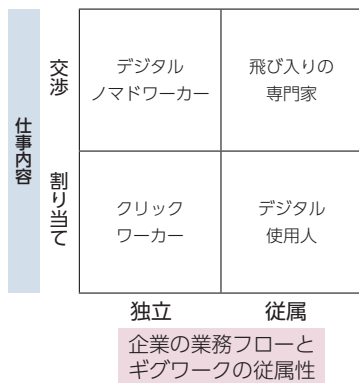 仕事内容
交渉
割り当て
デジタル
ノマドワーカー
飛び入りの
専門家
クリック
ワーカー
デジタル
使用人
独立
従属
企業の業務フローと
ギグワークの従属性